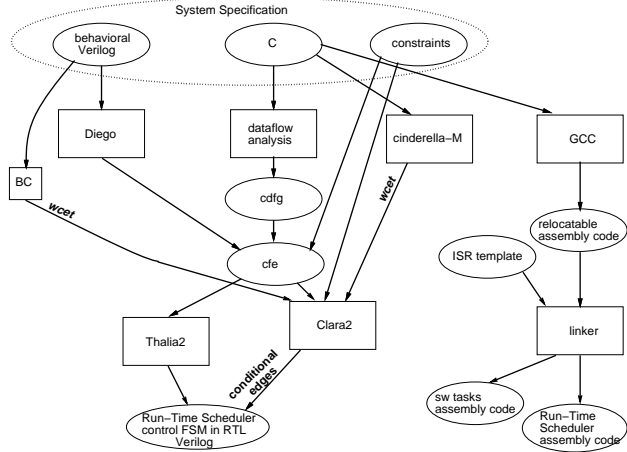 System Specification
behavioral
Verilog
C
constraints
Diego
dataflow
analysis
cinderella-M
GCC
BC
wcet
cdfg
wcet
relocatable
assembly code
ISR template
cfe
Thalia2
Clara2
linker
conditional
edges
sw tasks
assembly code
Run-Time Scheduler
control FSM in RTL
Verilog
Run-Time
Scheduler
assembly code